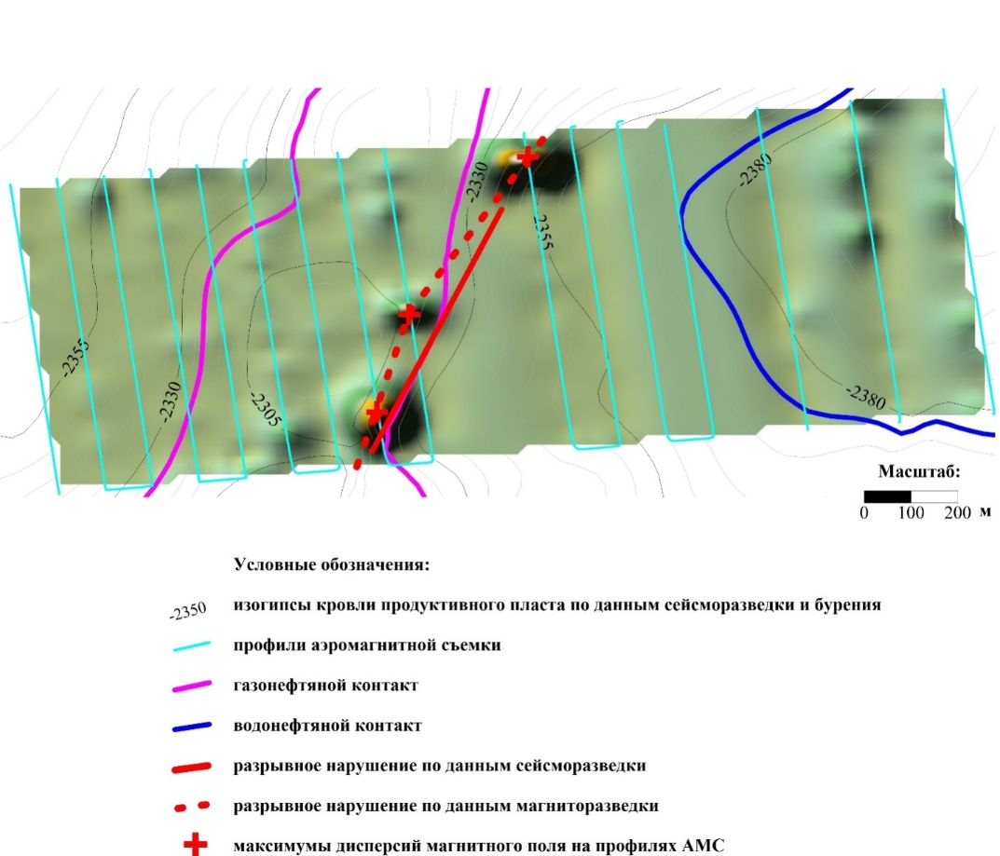 -2380
-2330
-2355
-2355
-2330
-2305
-2380
Масштаб:
0 100 200 м
Условные обозначения:
-2350 изогипсы кровли продуктивного пласта по данным сейсморазведки и бурения
профили аэромагнитной съемки
газонефтяной контакт
водонефтяной контакт
разрывное нарушение по данным сейсморазведки
разрывное нарушение по данным магниторазведки
максимумы дисперсий магнитного поля на профилях АМС